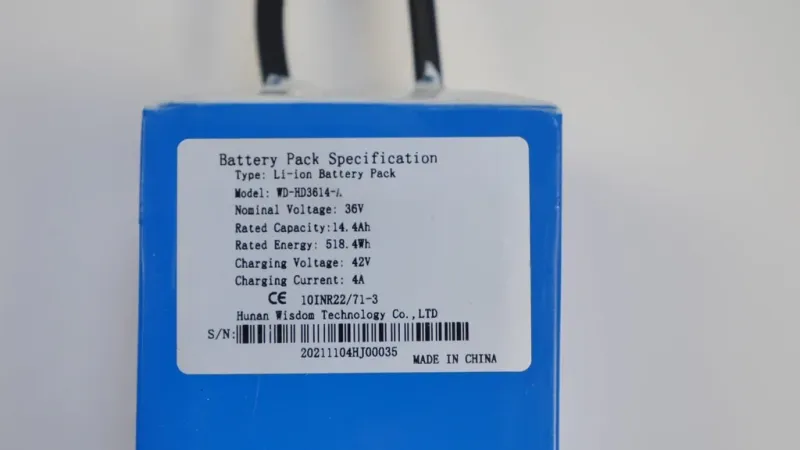 Battery Pack Specification
Type: Li-ion Battery Pack
Model: WD-HD3614-A
Nominal Voltage: 36V
Rated Capacity:14.4Ah
Rated Energy: 518.4Wh
Charging Voltage: 42V
Charging Current: 4A
CE 10INR22/71-3
Hunan Wisdom Technology Co.,LTD
S/N:
20211104HJ00035
MADE IN CHINA